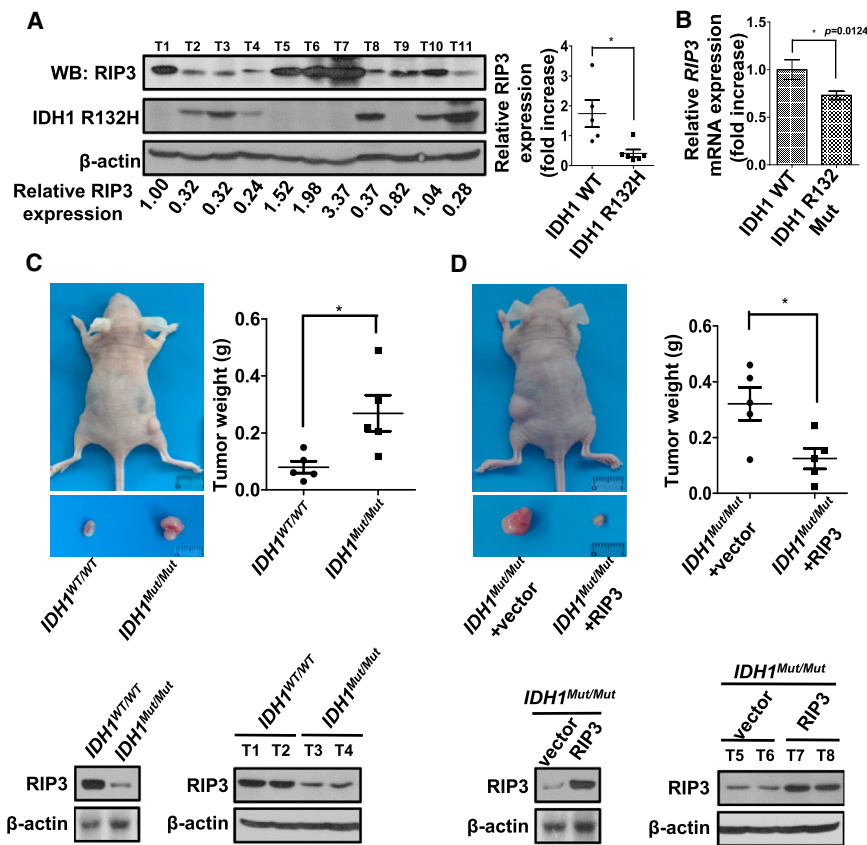 A
T1 T2 T3 T4 T5 T6 T7 T8 T9 T10 T11
WB: RIP3
IDH1 R132H
β-actin
Relative RIP3
expression
1.00 0.32 0.32 0.24 1.52 1.98 3.37 0.37 0.82 1.04 0.28
Relative RIP3
expression
(fold increase)
5
4
3
2
1
0
*
IDH1 WT
IDH1 R132H
B
Relative RIP3
mRNA expression
(fold increase)
1.5
1.0
0.5
0.0
* p=0.0124
IDH1 WT
IDH1 R132
Mut
C
IDH1WT/WT
IDH1Mut/Mut
Tumor weight (g)
0.6
0.4
0.2
0.0
*
IDH1WT/WT
IDH1Mut/Mut
IDH1WT/WT
IDH1Mut/Mut
RIP3
β-actin
IDH1WT/WT
IDH1Mut/Mut
T1 T2 T3 T4
RIP3
β-actin
D
IDH1Mut/Mut
+vector
IDH1Mut/Mut
+RIP3
Tumor weight (g)
0.6
0.4
0.2
0.0
*
IDH1Mut/Mut
+vector
IDH1Mut/Mut
+RIP3
IDH1Mut/Mut
vector
RIP3
RIP3
β-actin
IDH1Mut/Mut
vector
RIP3
T5 T6 T7 T8
RIP3
β-actin